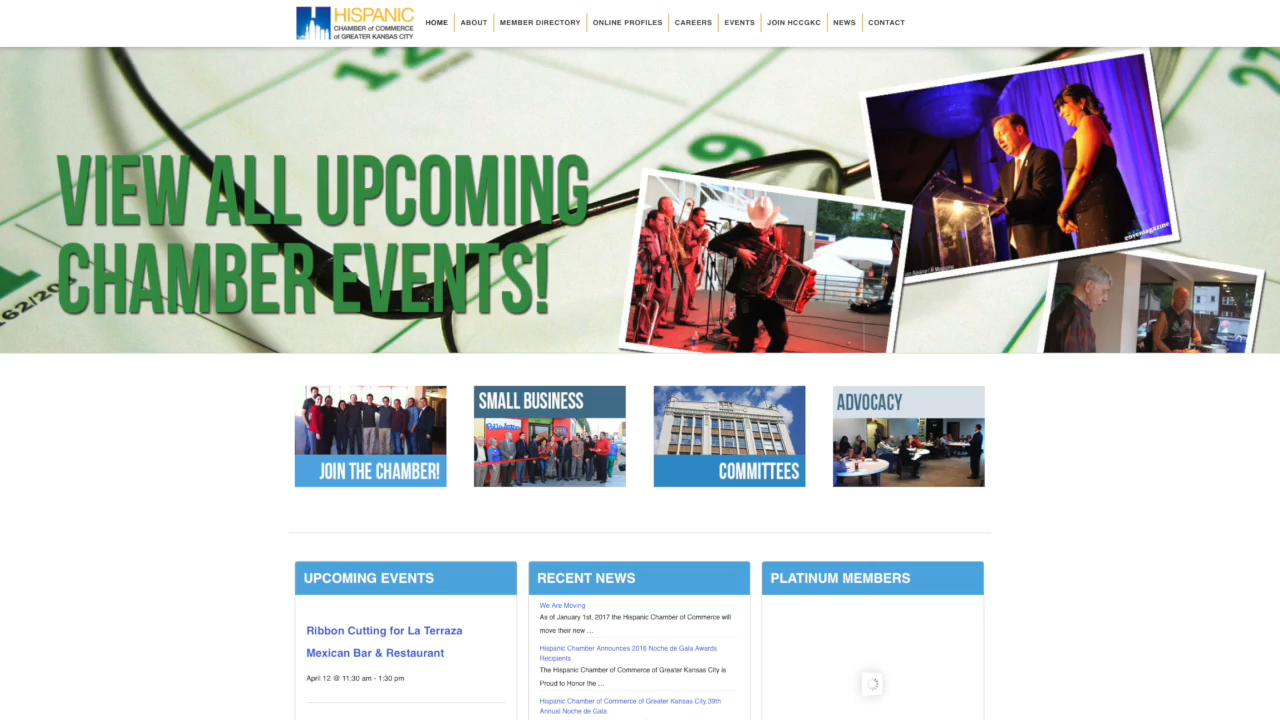 HISPANIC
CHAMBER of COMMERCE
of GREATER KANSAS CITY
HOME
ABOUT
MEMBER DIRECTORY
ONLINE PROFILES
CAREERS
EVENTS
JOIN HCCGKC
NEWS
CONTACT
VIEW ALL UPCOMING
CHAMBER EVENTS!
JOIN THE CHAMBER!
SMALL BUSINESS
COMMITTEES
ADVOCACY
UPCOMING EVENTS
Ribbon Cutting for La Terraza
Mexican Bar & Restaurant
April 12 @ 11:30 am - 1:30 pm
RECENT NEWS
We Are Moving
As of January 1st, 2017 the Hispanic Chamber of Commerce will
move their new ...
Hispanic Chamber Announces 2016 Noche de Gala Awards
Recipients
The Hispanic Chamber of Commerce of Greater Kansas City is
Proud to Honor the ...
Hispanic Chamber of Commerce of Greater Kansas City 39th
Annual Noche de Gala
PLATINUM MEMBERS